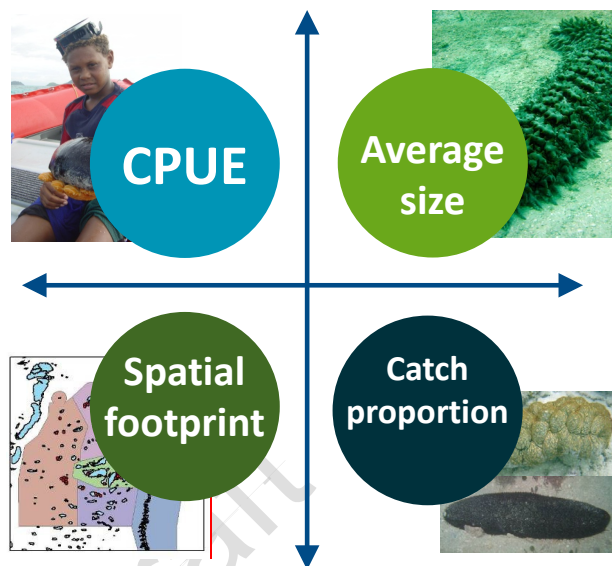 CPUE
Average
size
Spatial
footprint
Catch
proportion